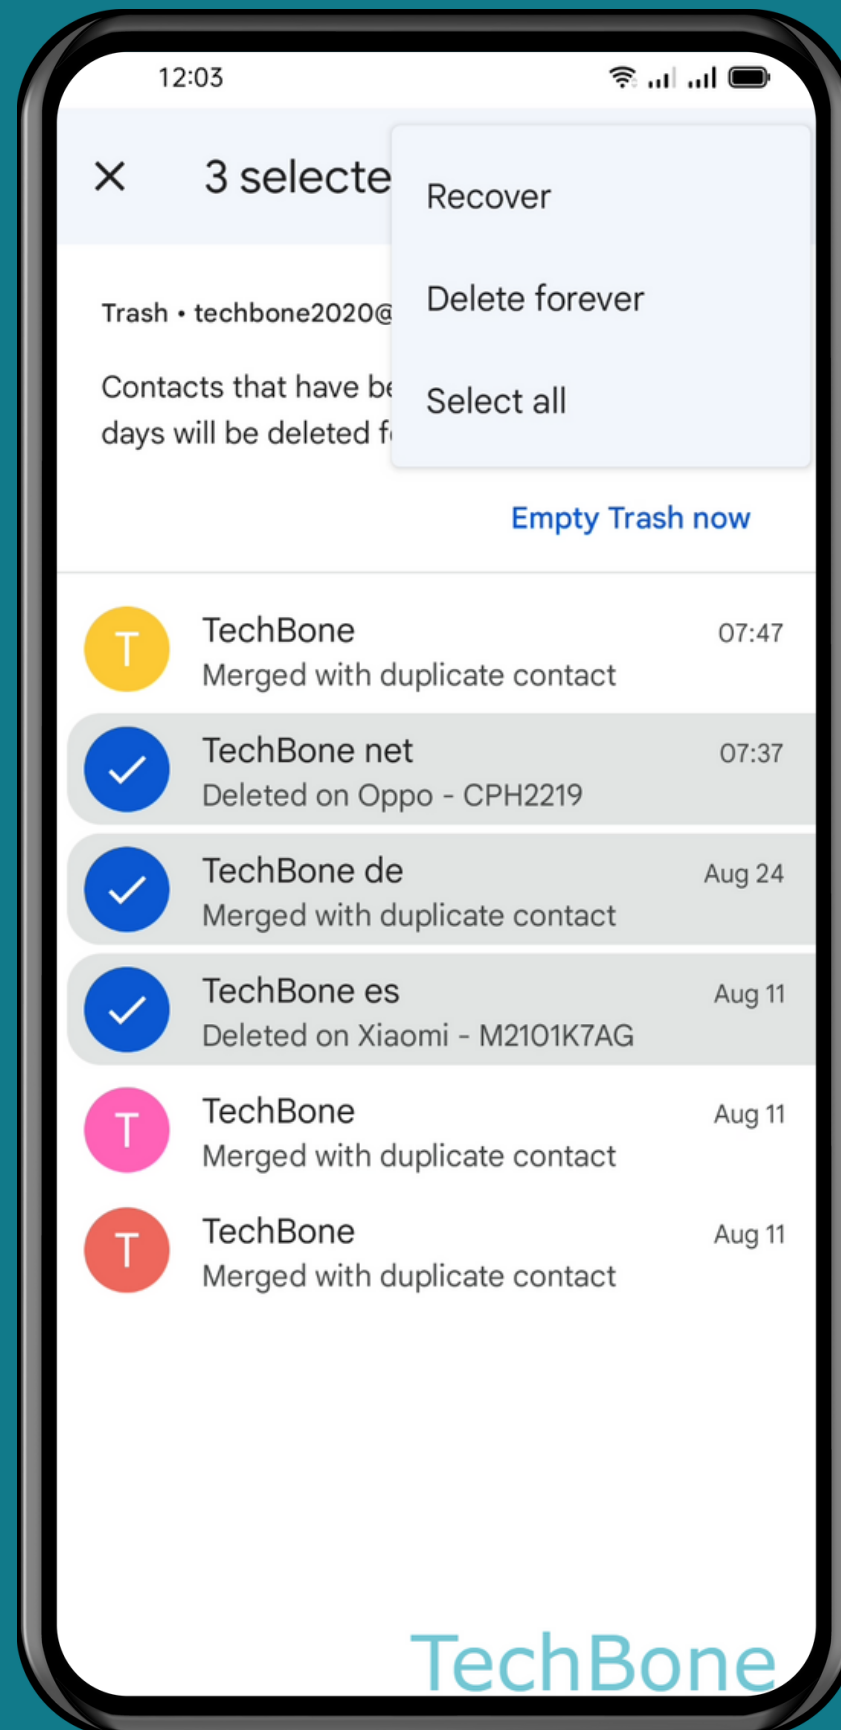 12:03
3 selecte
Recover
Delete forever
Select all
Trash • techbone2020@
Contacts that have be
days will be deleted f
Empty Trash now
T
TechBone
07:47
Merged with duplicate contact
TechBone net
07:37
Deleted on Oppo - CPH2219
TechBone de
Aug 24
Merged with duplicate contact
TechBone es
Aug 11
Deleted on Xiaomi - M2101K7AG
T
TechBone
Aug 11
Merged with duplicate contact
T
TechBone
Aug 11
Merged with duplicate contact
TechBone